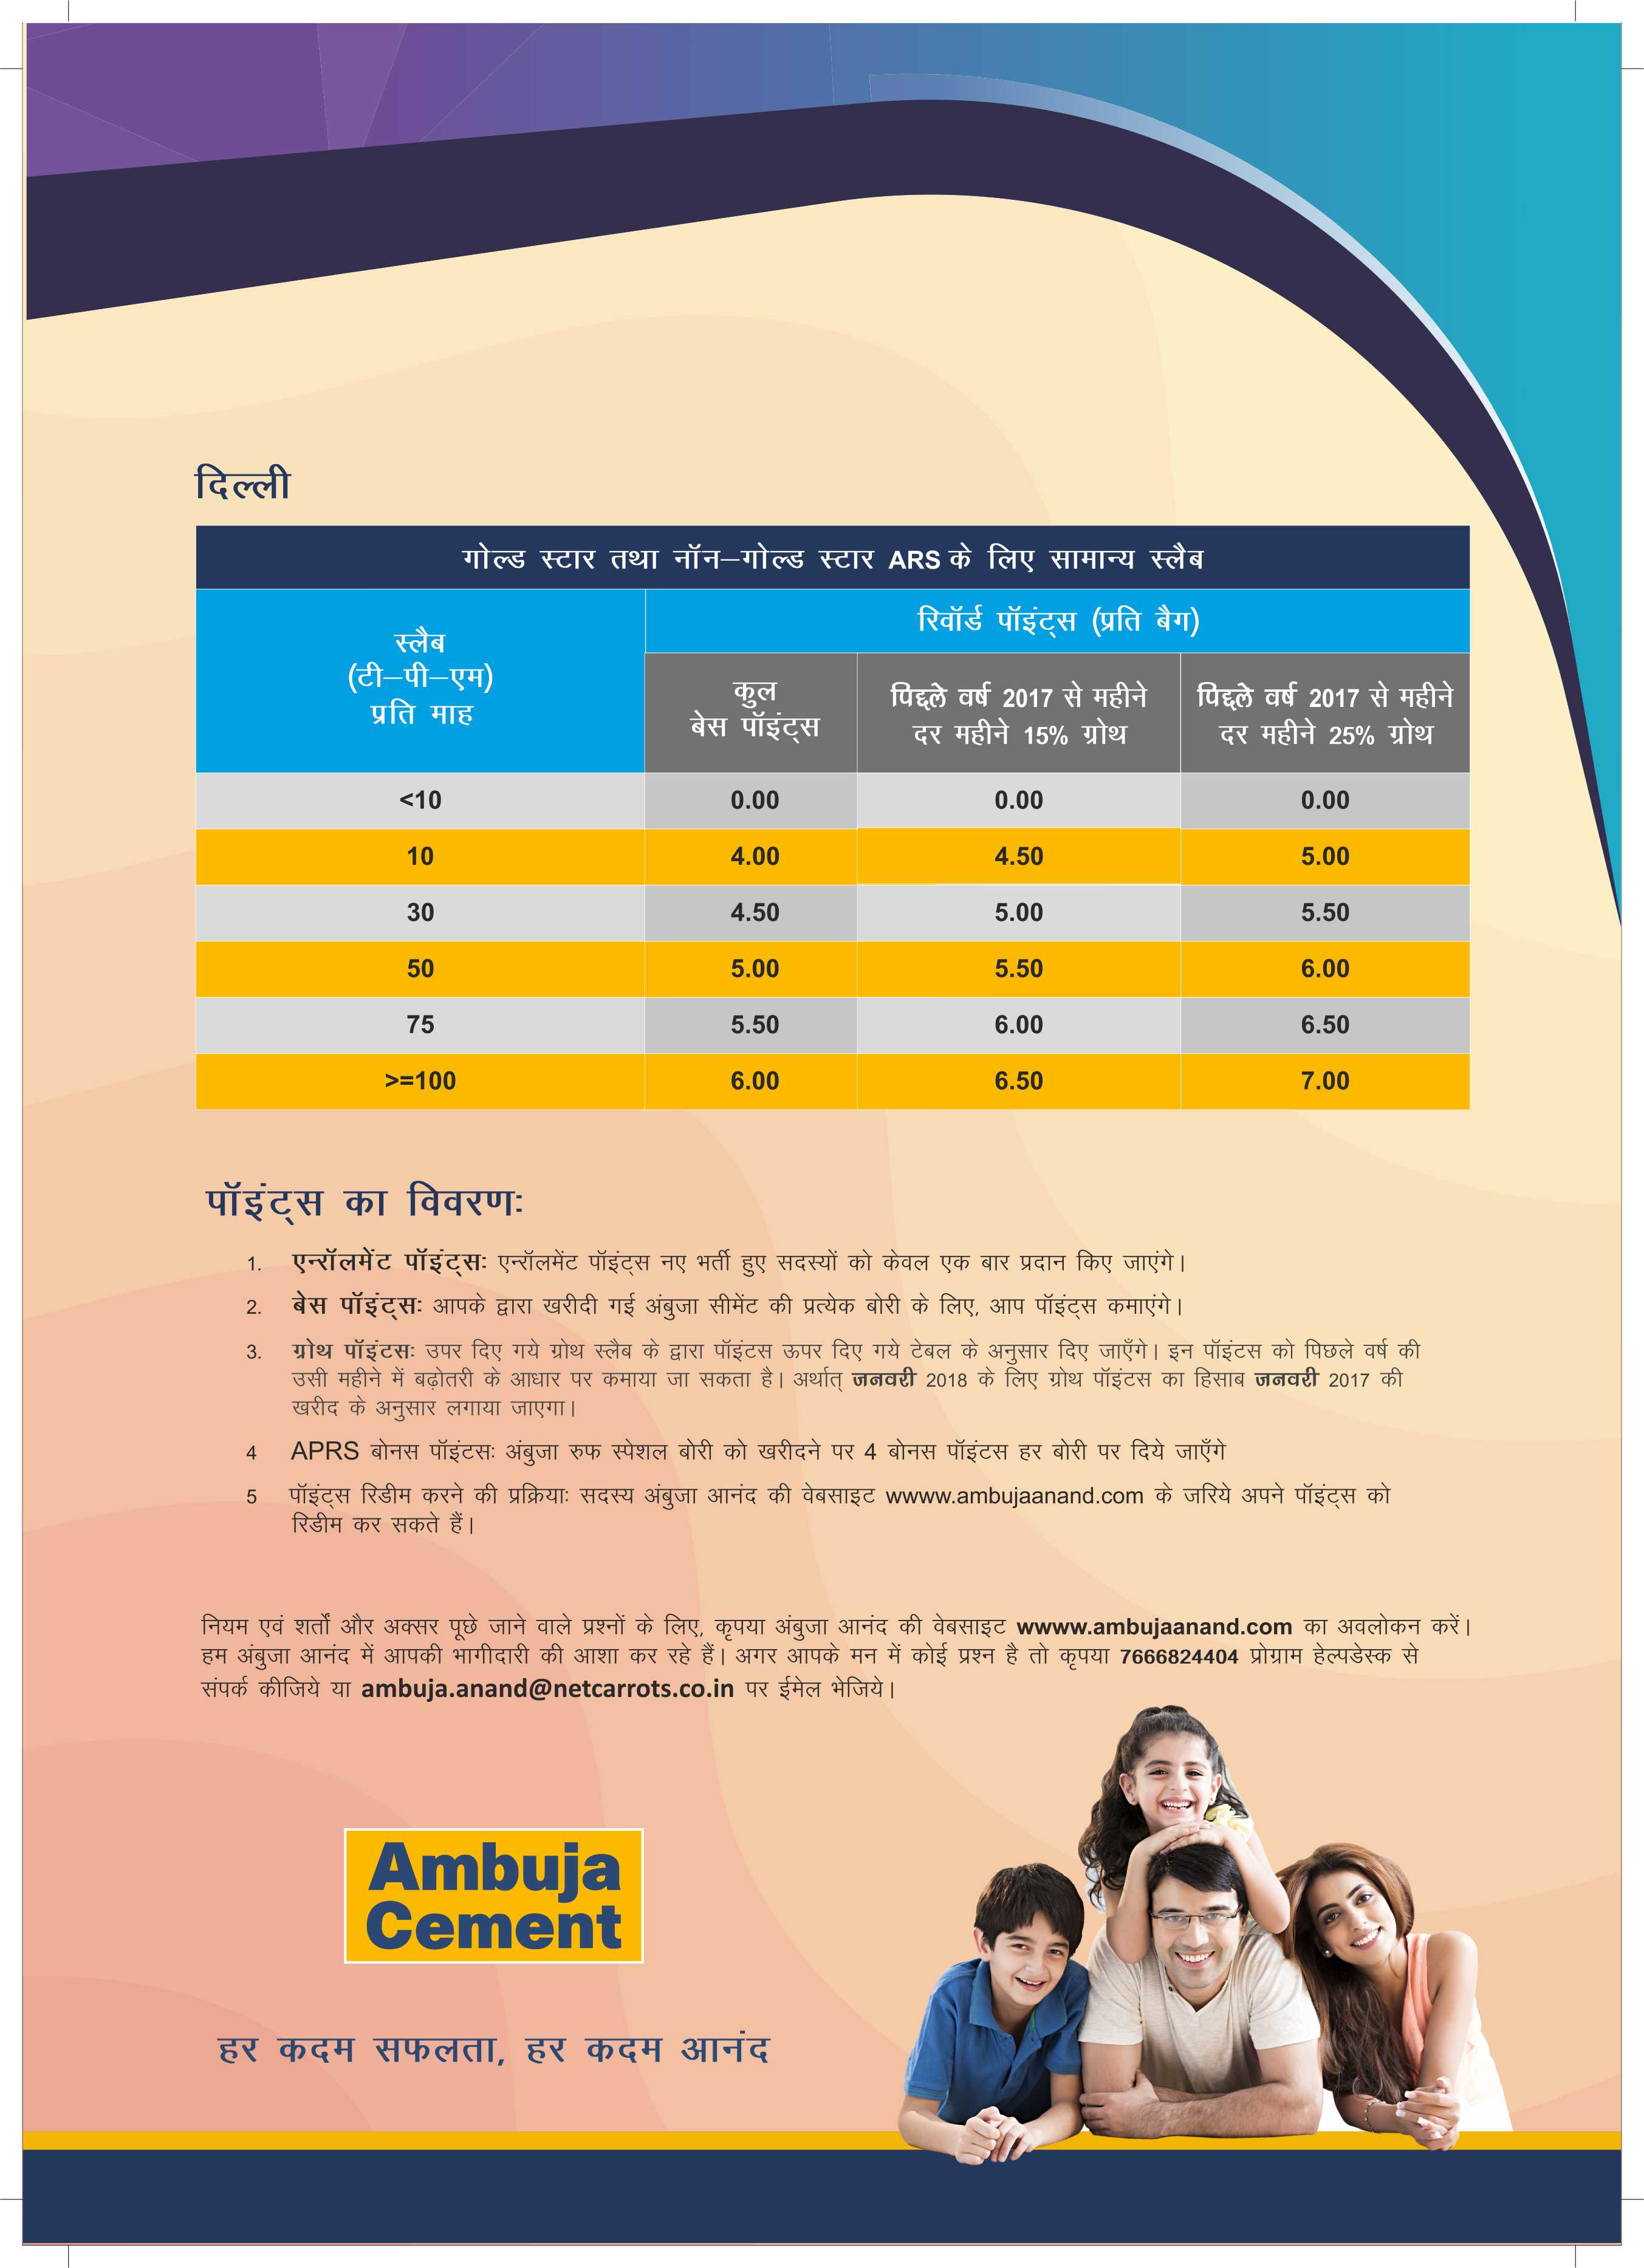 दिल्ली
गोल्ड स्टार तथा नॉन–गोल्ड स्टार ARS के लिए सामान्य स्लैब
स्लैब
(टी–पी–एम)
प्रति माह
रिवॉर्ड पॉइंट्स (प्रति बैग)
कुल
बेस पॉइंट्स
पिद्दले वर्ष 2017 से महीने
दर महीने 15% ग्रोथ
पिद्दले वर्ष 2017 से महीने
दर महीने 25% ग्रोथ
<10 0.00 0.00 0.00
10 4.00 4.50 5.00
30 4.50 5.00 5.50
50 5.00 5.50 6.00
75 5.50 6.00 6.50
>=100 6.00 6.50 7.00
पॉइंट्स का विवरणः
1. एन्रॉलमेंट पॉइंट्सः एन्रॉलमेंट पॉइंट्स नए भर्ती हुए सदस्यों को केवल एक बार प्रदान किए जाएंगे।
2. बेस पॉइंट्सः आपके द्वारा खरीदी गई अंबुजा सीमेंट की प्रत्येक बोरी के लिए, आप पॉइंट्स कमाएंगे।
3. ग्रोथ पॉइंटसः उपर दिए गये ग्रोथ स्लैब के द्वारा पॉइंटस ऊपर दिए गये टेबल के अनुसार दिए जाएँगे। इन पॉइंटस को पिछले वर्ष की
उसी महीने में बढ़ोतरी के आधार पर कमाया जा सकता है। अर्थात् जनवरी 2018 के लिए ग्रोथ पॉइंटस का हिसाब जनवरी 2017 की
खरीद के अनुसार लगाया जाएगा।
4 APRS बोनस पॉइंटसः अंबुजा रुफ स्पेशल बोरी को खरीदने पर 4 बोनस पॉइंटस हर बोरी पर दिये जाएँगे
5 पॉइंट्स रिडीम करने की प्रक्रियाः सदस्य अंबुजा आनंद की वेबसाइट wwww.ambujaanand.com के जरिये अपने पॉइंट्स को
रिडीम कर सकते हैं।
नियम एवं शर्तों और अक्सर पूछे जाने वाले प्रश्नों के लिए, कृपया अंबुजा आनंद की वेबसाइट wwww.ambujaanand.com का अवलोकन करें।
हम अंबुजा आनंद में आपकी भागीदारी की आशा कर रहे हैं। अगर आपके मन में कोई प्रश्न है तो कृपया 7666824404 प्रोग्राम हेल्पडेस्क से
संपर्क कीजिये या ambuja.anand@netcarrots.co.in पर ईमेल भेजिये।
Ambuja
Cement
हर कदम सफलता, हर कदम आनंद